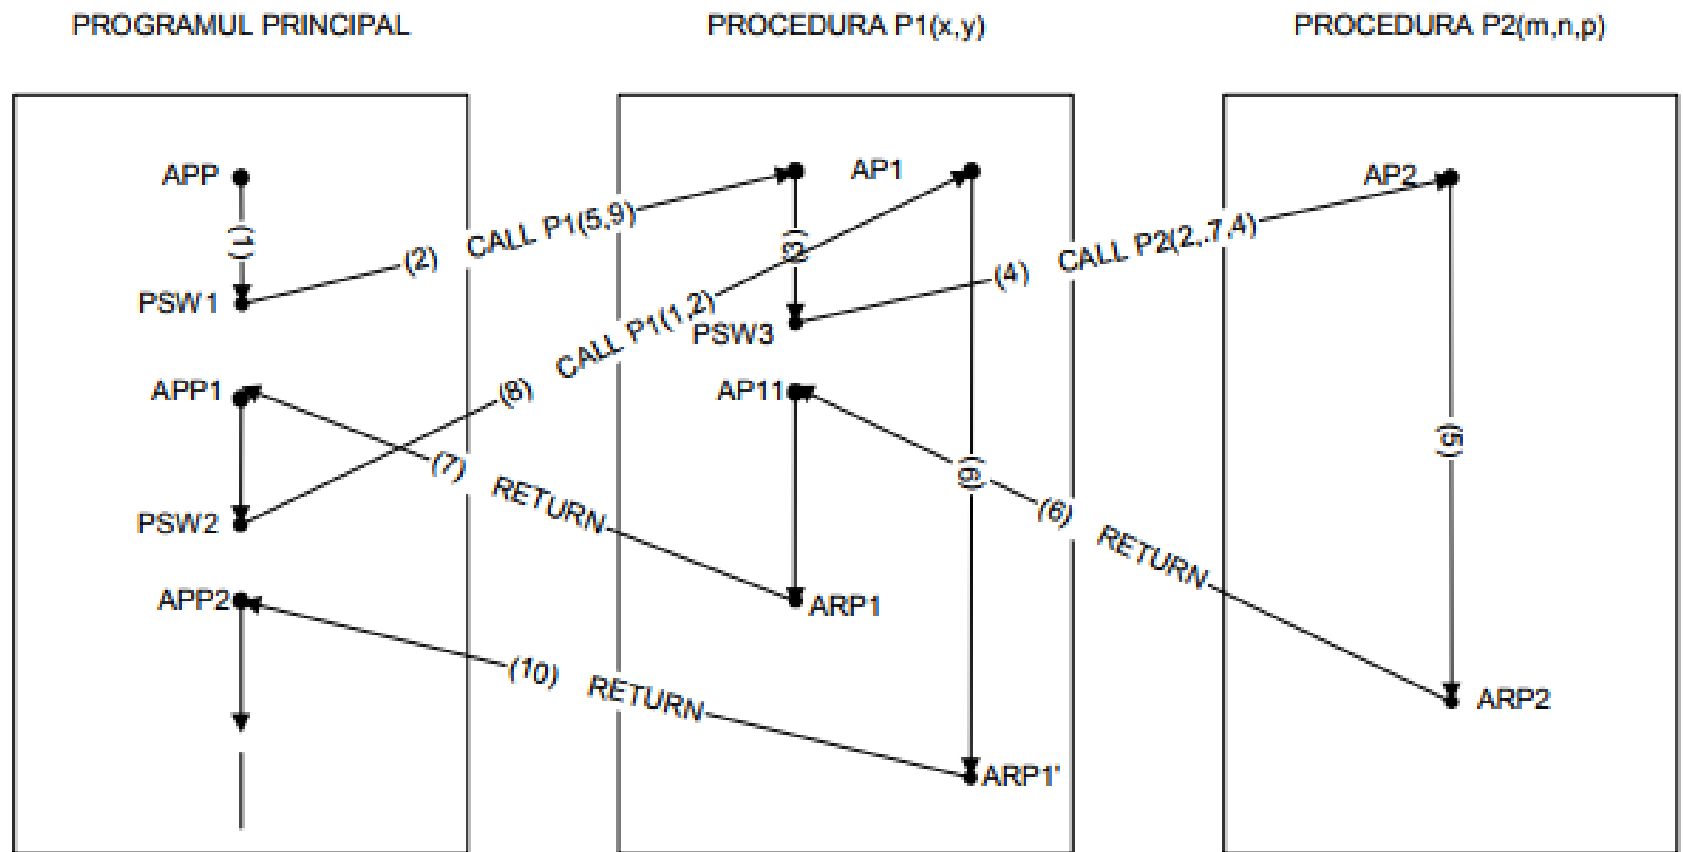 PROGRAMUL PRINCIPAL
PROCEDURA P1(x,y)
PROCEDURA P2(m,n,p)
APP
AP1
AP2
(1)
(2) CALL P1(5,9)
(3)
(4) CALL P2(2,.7,4)
PSW1
(8) CALL P1(1,2)
PSW3
APP1
AP11
(5)
(7) RETURN
(9)
(6) RETURN
PSW2
APP2
ARP1
(10) RETURN
ARP2
ARP1'